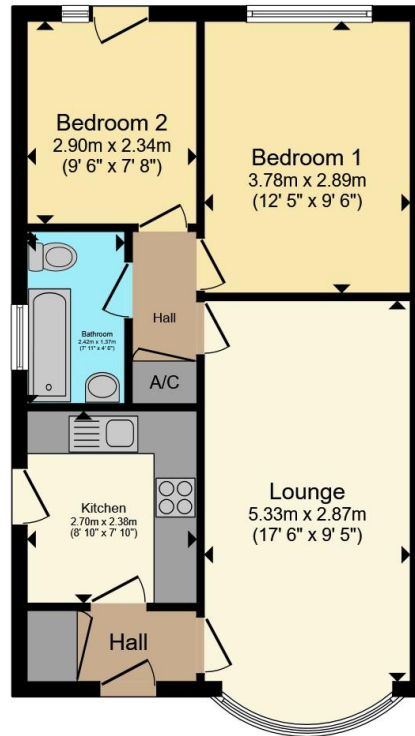 Bedroom 2
2.90m x 2.34m
(9' 6" x 7' 8")
Bedroom 1
3.78m x 2.89m
(12' 5" x 9' 6")
Bathroom
2.42m x 1.37m
(7' 11" x 4' 6")
Hall
A/C
Kitchen
2.70m x 2.38m
(8' 10" x 7' 10")
Lounge
5.33m x 2.87m
(17' 6" x 9' 5")
Hall